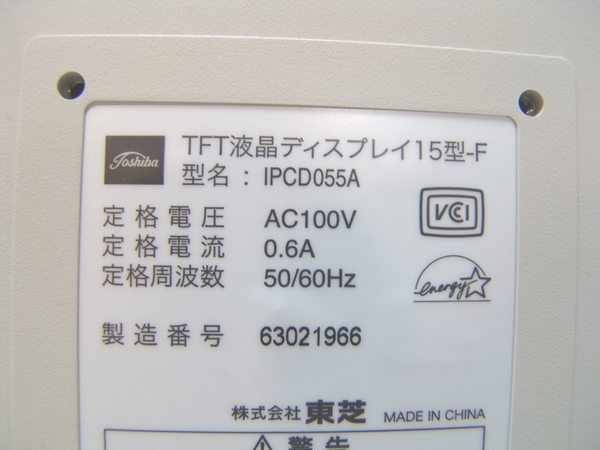 Toshiba
TFT液晶ディスプレイ15型-F
型名：IPCD055A
定格電圧 AC100V
定格電流 0.6A
定格周波数 50/60Hz
VCCI
energy
製造番号 63021966
株式会社 東芝 MADE IN CHINA
警告